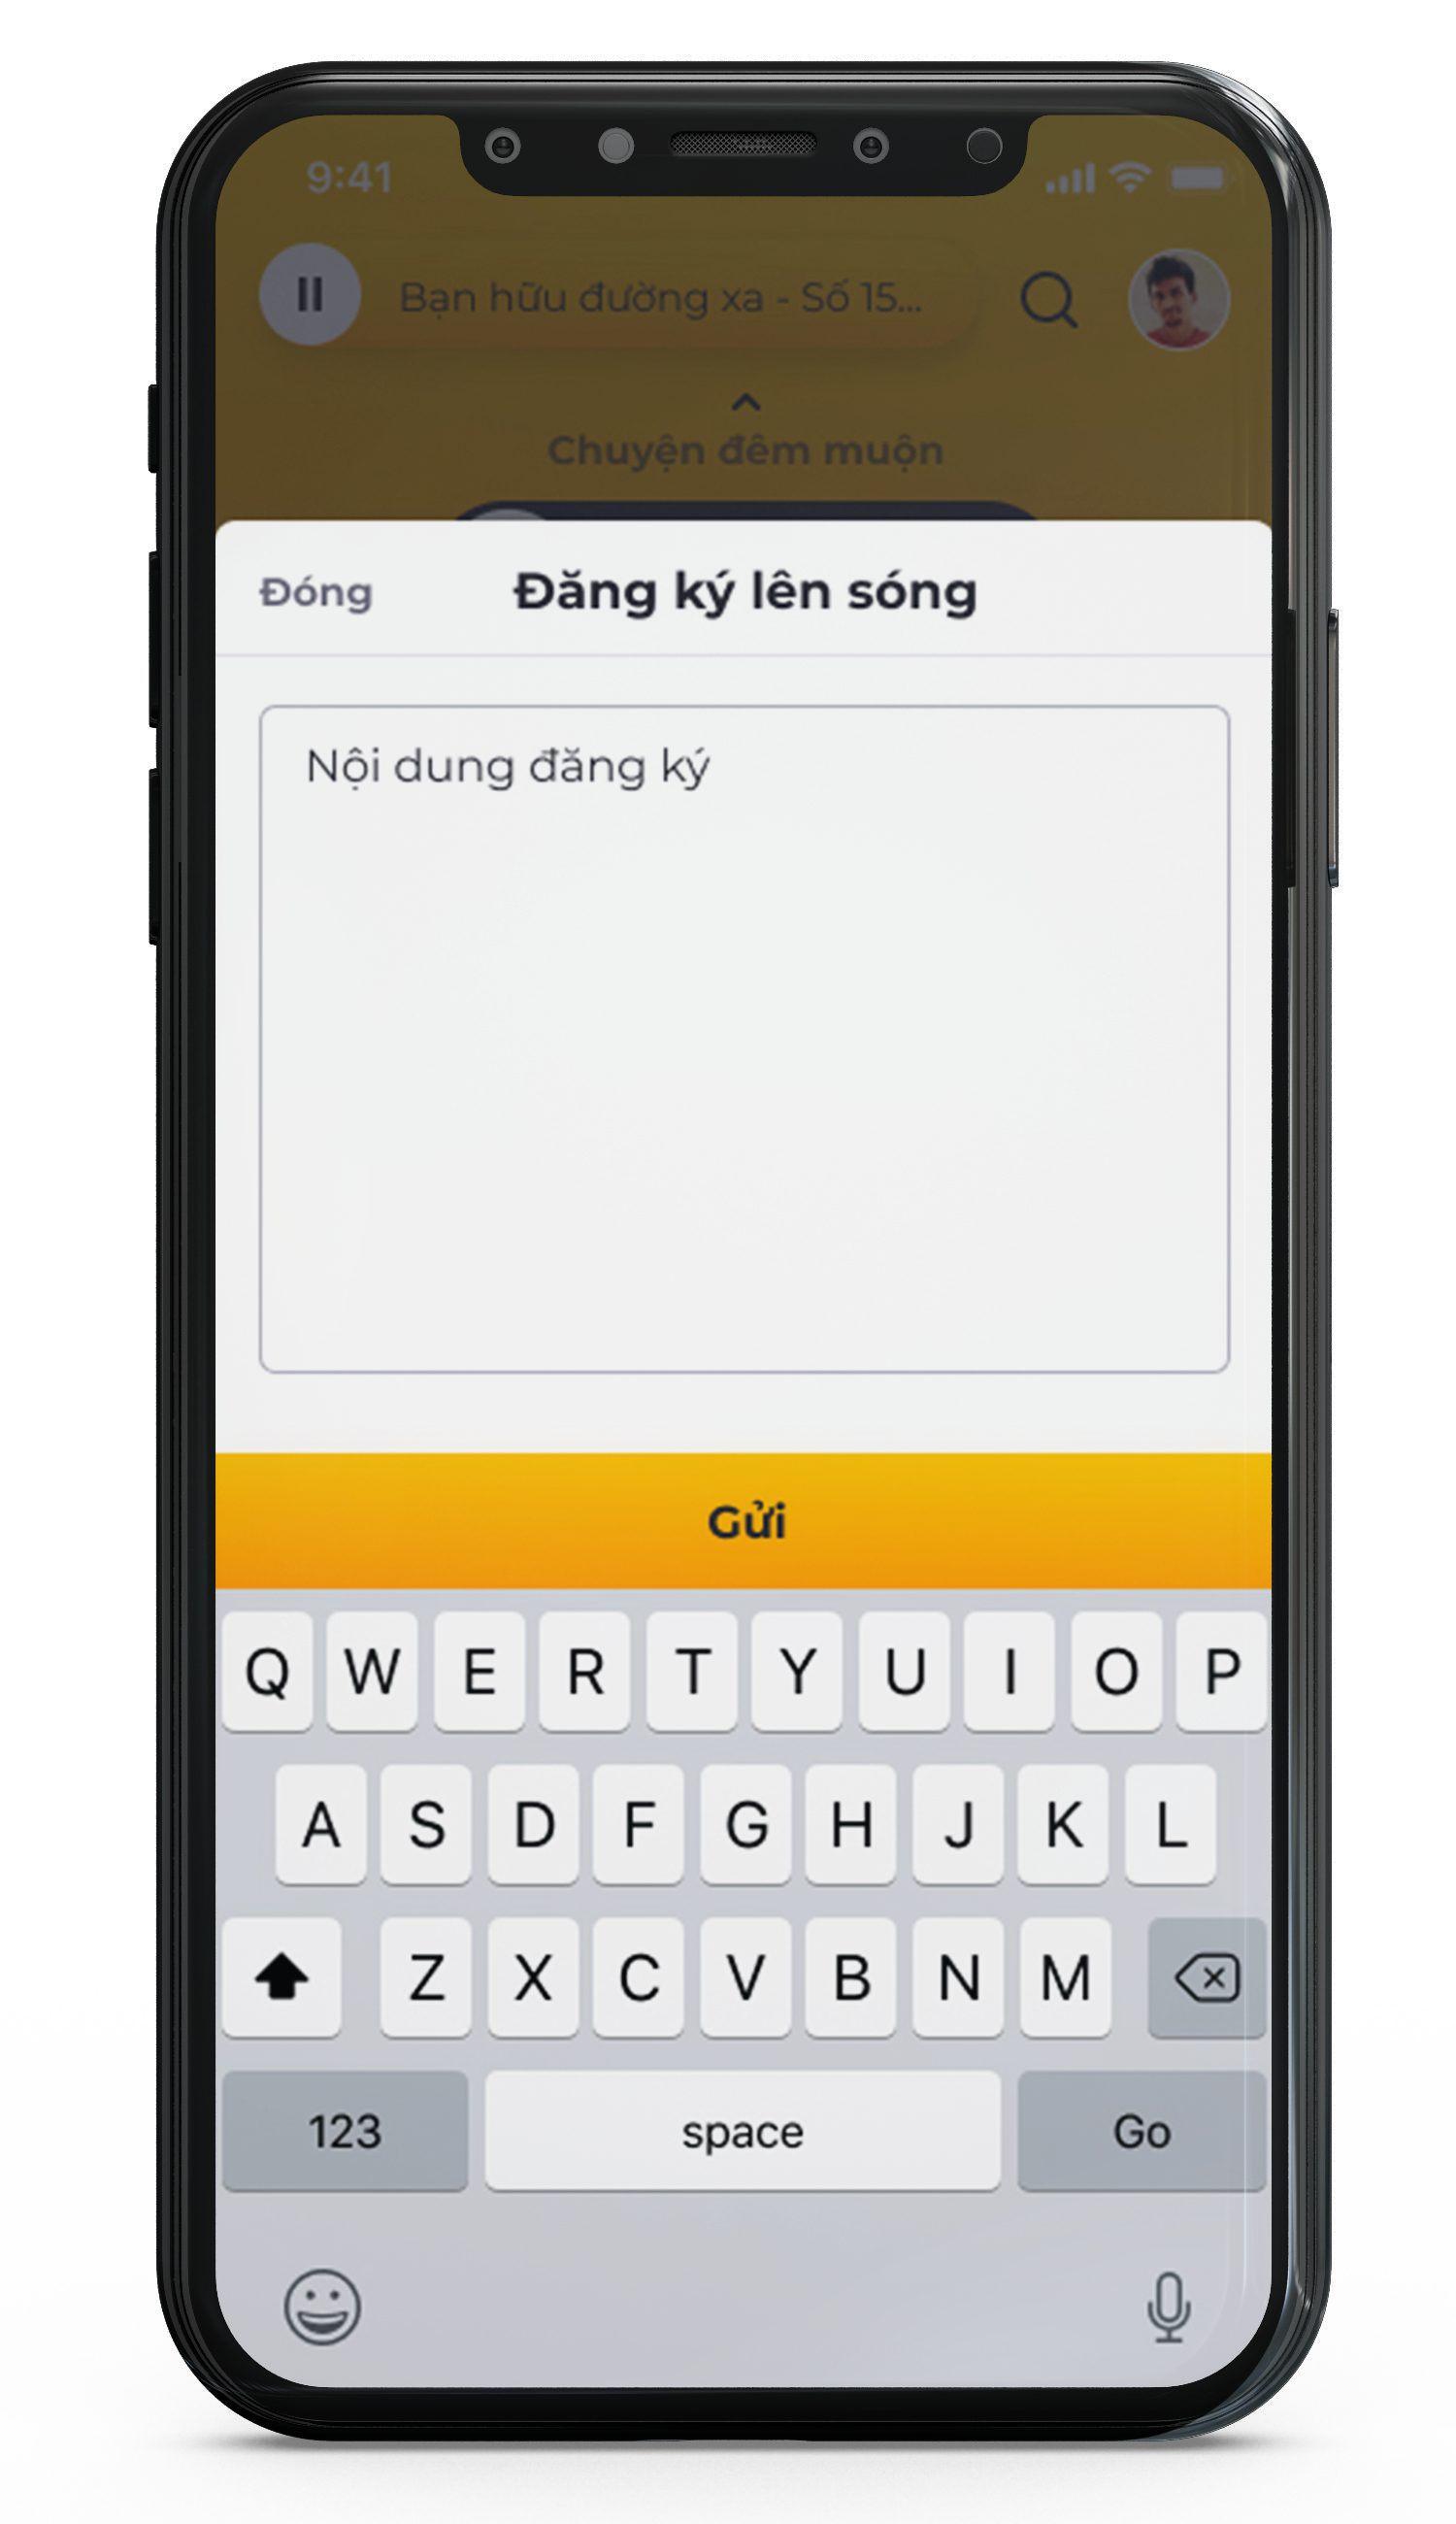 9:41
Bạn hữu đường xa - Số 15...
Chuyện đêm muộn
Đóng
Đăng ký lên sóng
Nội dung đăng ký
Gửi
Q W E R T Y U I O P
A S D F G H J K L
Z X C V B N M
123 space Go